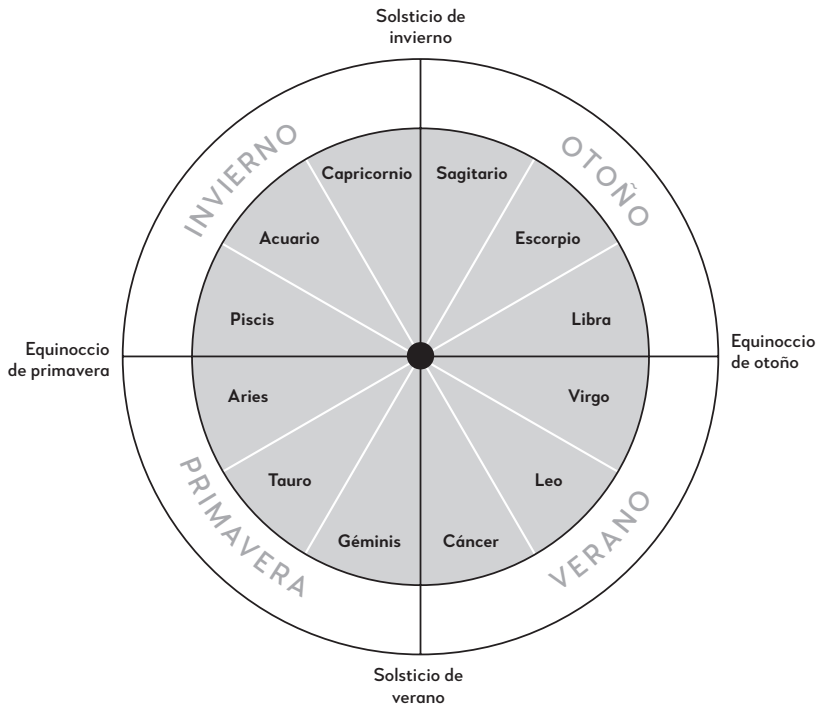 Solsticio de
invierno
INVIERNO
OTOÑO
Capricornio
Sagitario
Acuario
Escorpio
Piscis
Libra
Equinoccio
de primavera
Equinoccio
de otoño
Aries
Virgo
Tauro
Leo
Géminis
Cáncer
PRIMAVERA
VERANO
Solsticio de
verano